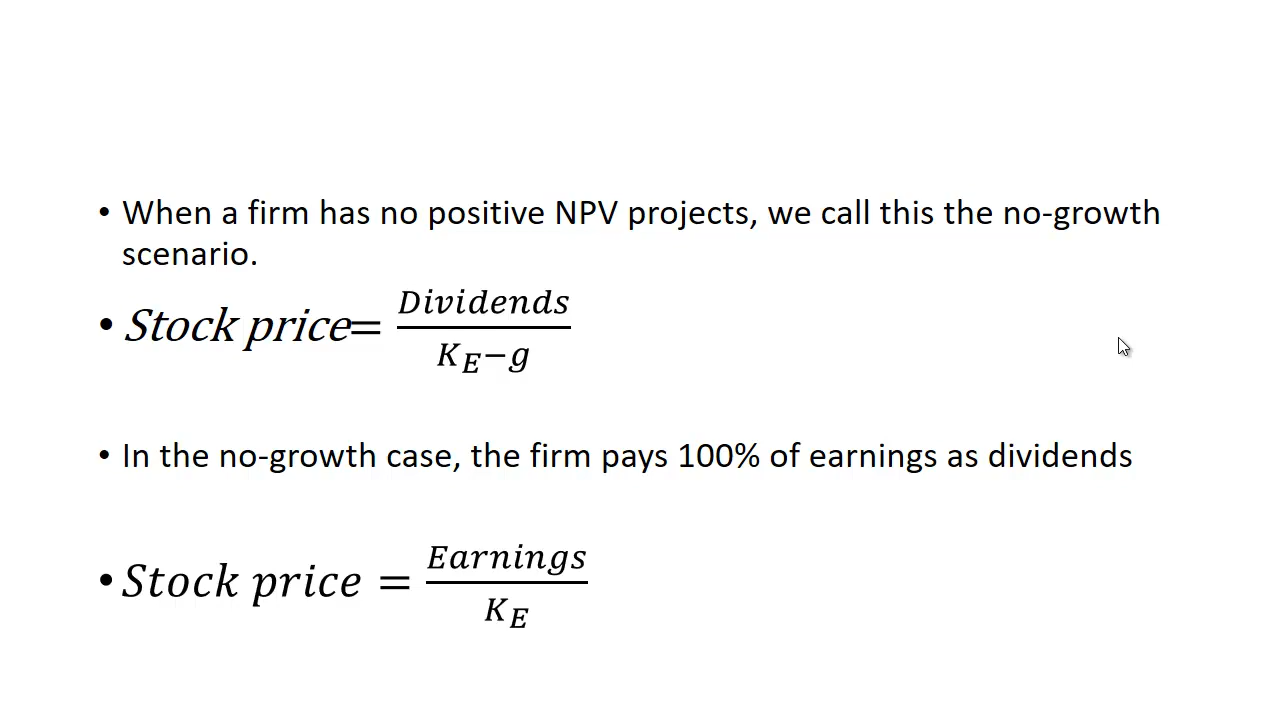 • When a firm has no positive NPV projects, we call this the no-growth
scenario.
• Stock price= Dividends / K_E−g
• In the no-growth case, the firm pays 100% of earnings as dividends
• Stock price = Earnings / K_E